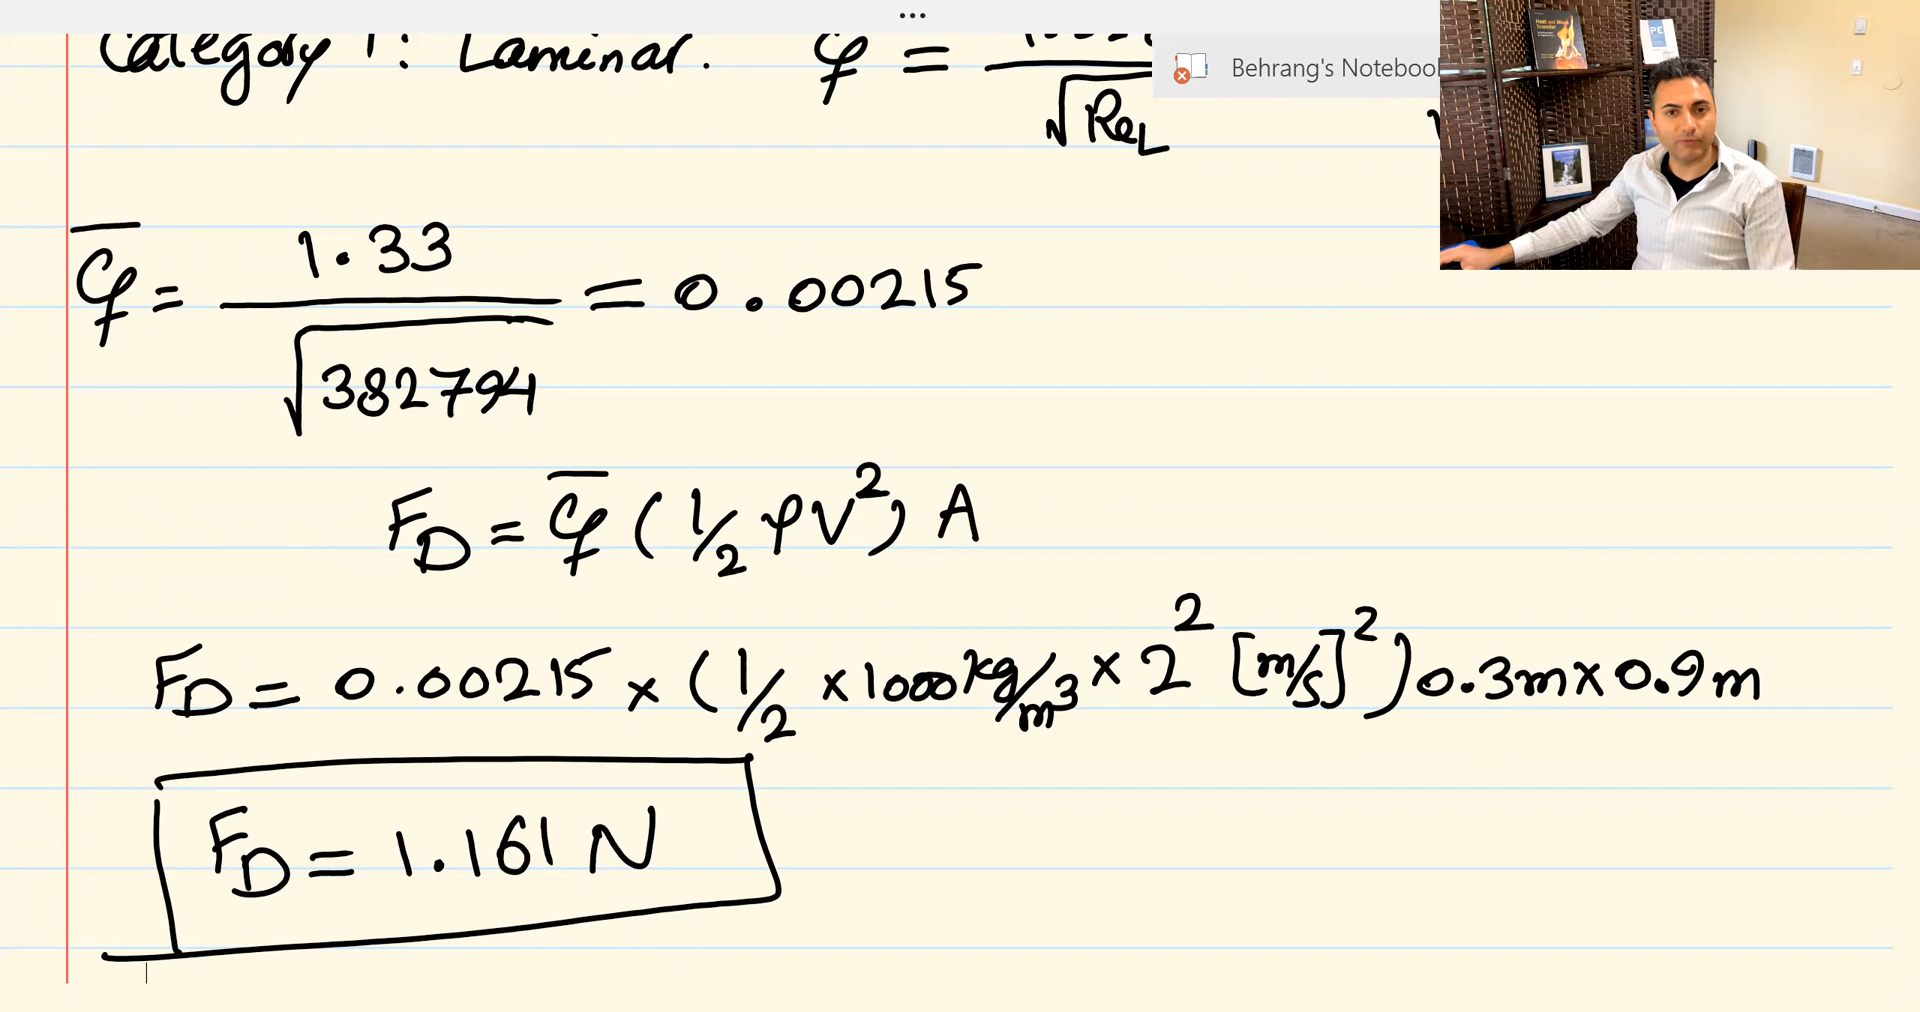 ...
Category 1: Laminar. Cf = / √ReL
Behrang's Notebook
C̅f = 1.33 / √382794 = 0.00215
FD = C̅f (1/2 ρV²) A
FD = 0.00215 × (1/2 × 1000 kg/m³ × 2² [m/s]²) 0.3m × 0.9m
FD = 1.161 N